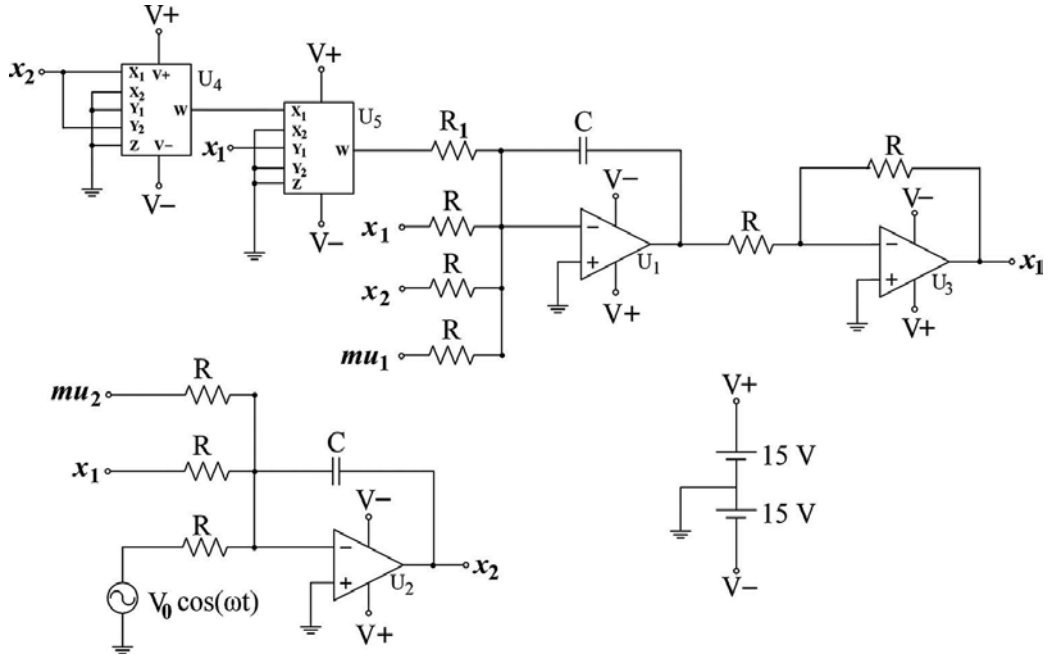 V+
x2
X1 V+
X2
Y1
Y2
Z V−
W
U4
V−
V+
X1
X2
Y1
Y2
Z
W
U5
x1
V−
R1
C
x1
R
x2
R
mu1
R
V−
−
+
U1
V+
R
R
V−
−
+
U3
V+
x1
mu2
R
x1
R
R
C
V−
−
+
U2
V+
x2
V0 cos(ωt)
V+
15 V
15 V
V−